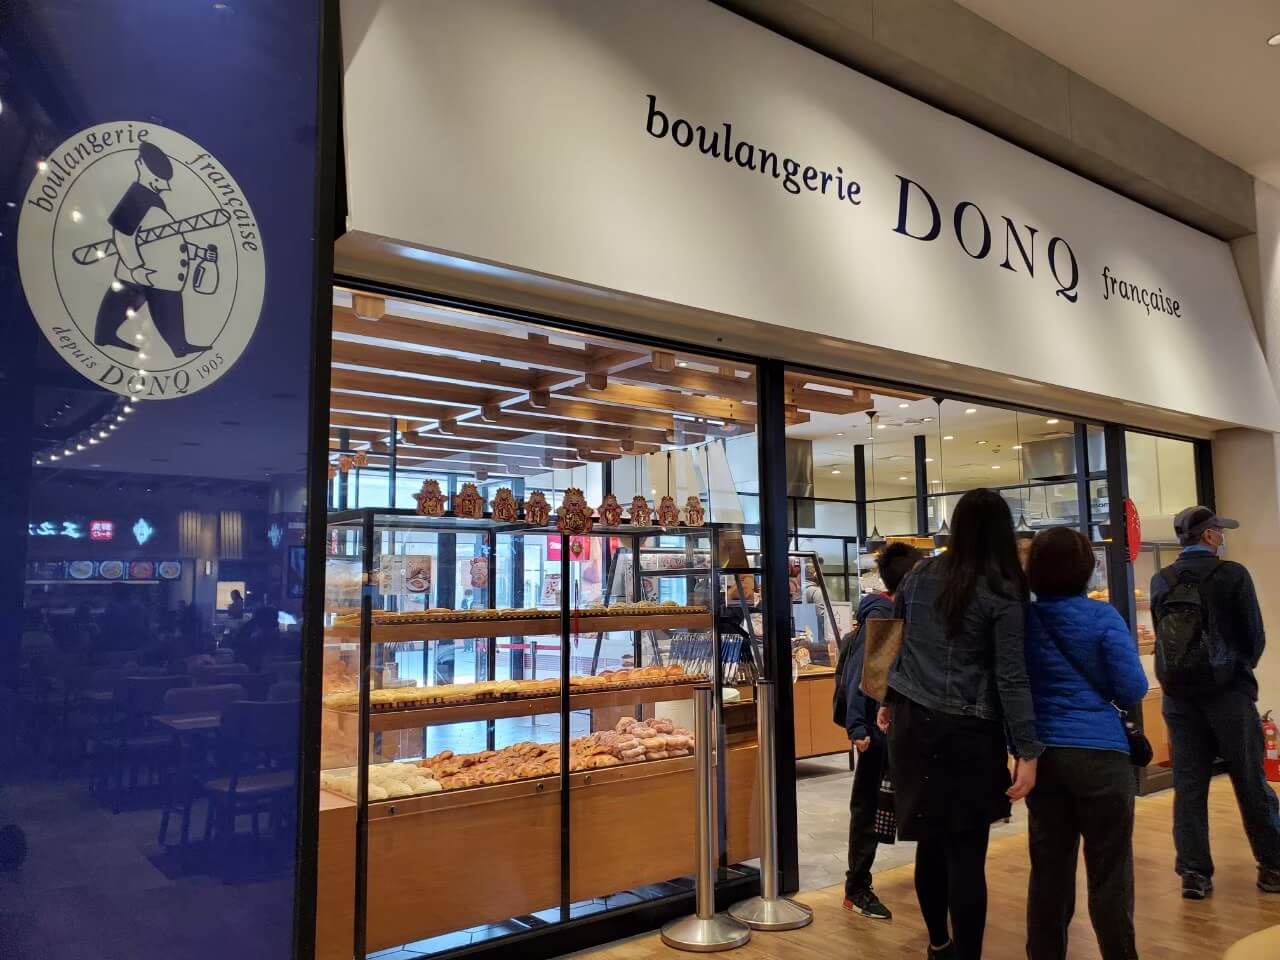 boulangerie française
depuis DONQ 1905
boulangerie DONQ française